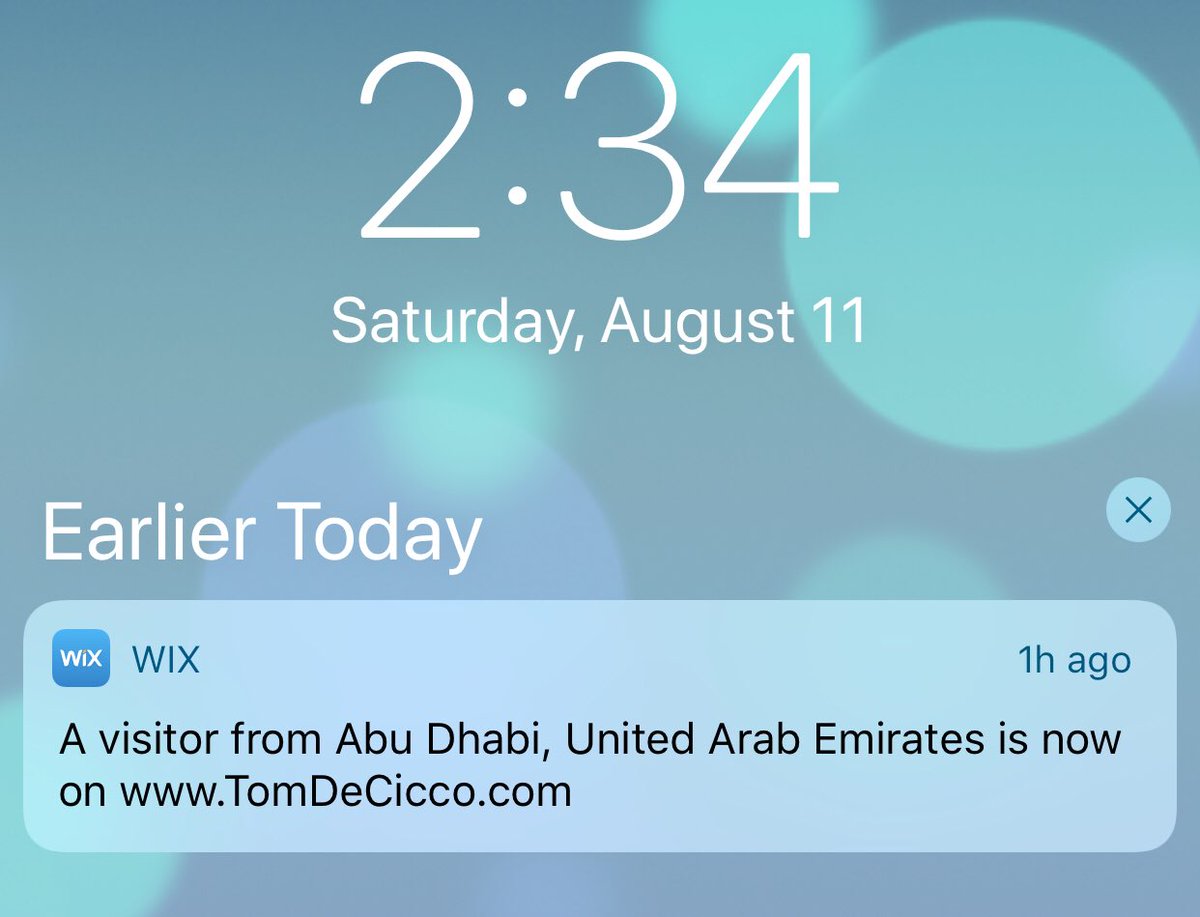 2:34
Saturday, August 11
Earlier Today
WiX WIX 1h ago
A visitor from Abu Dhabi, United Arab Emirates is now
on www.TomDeCicco.com